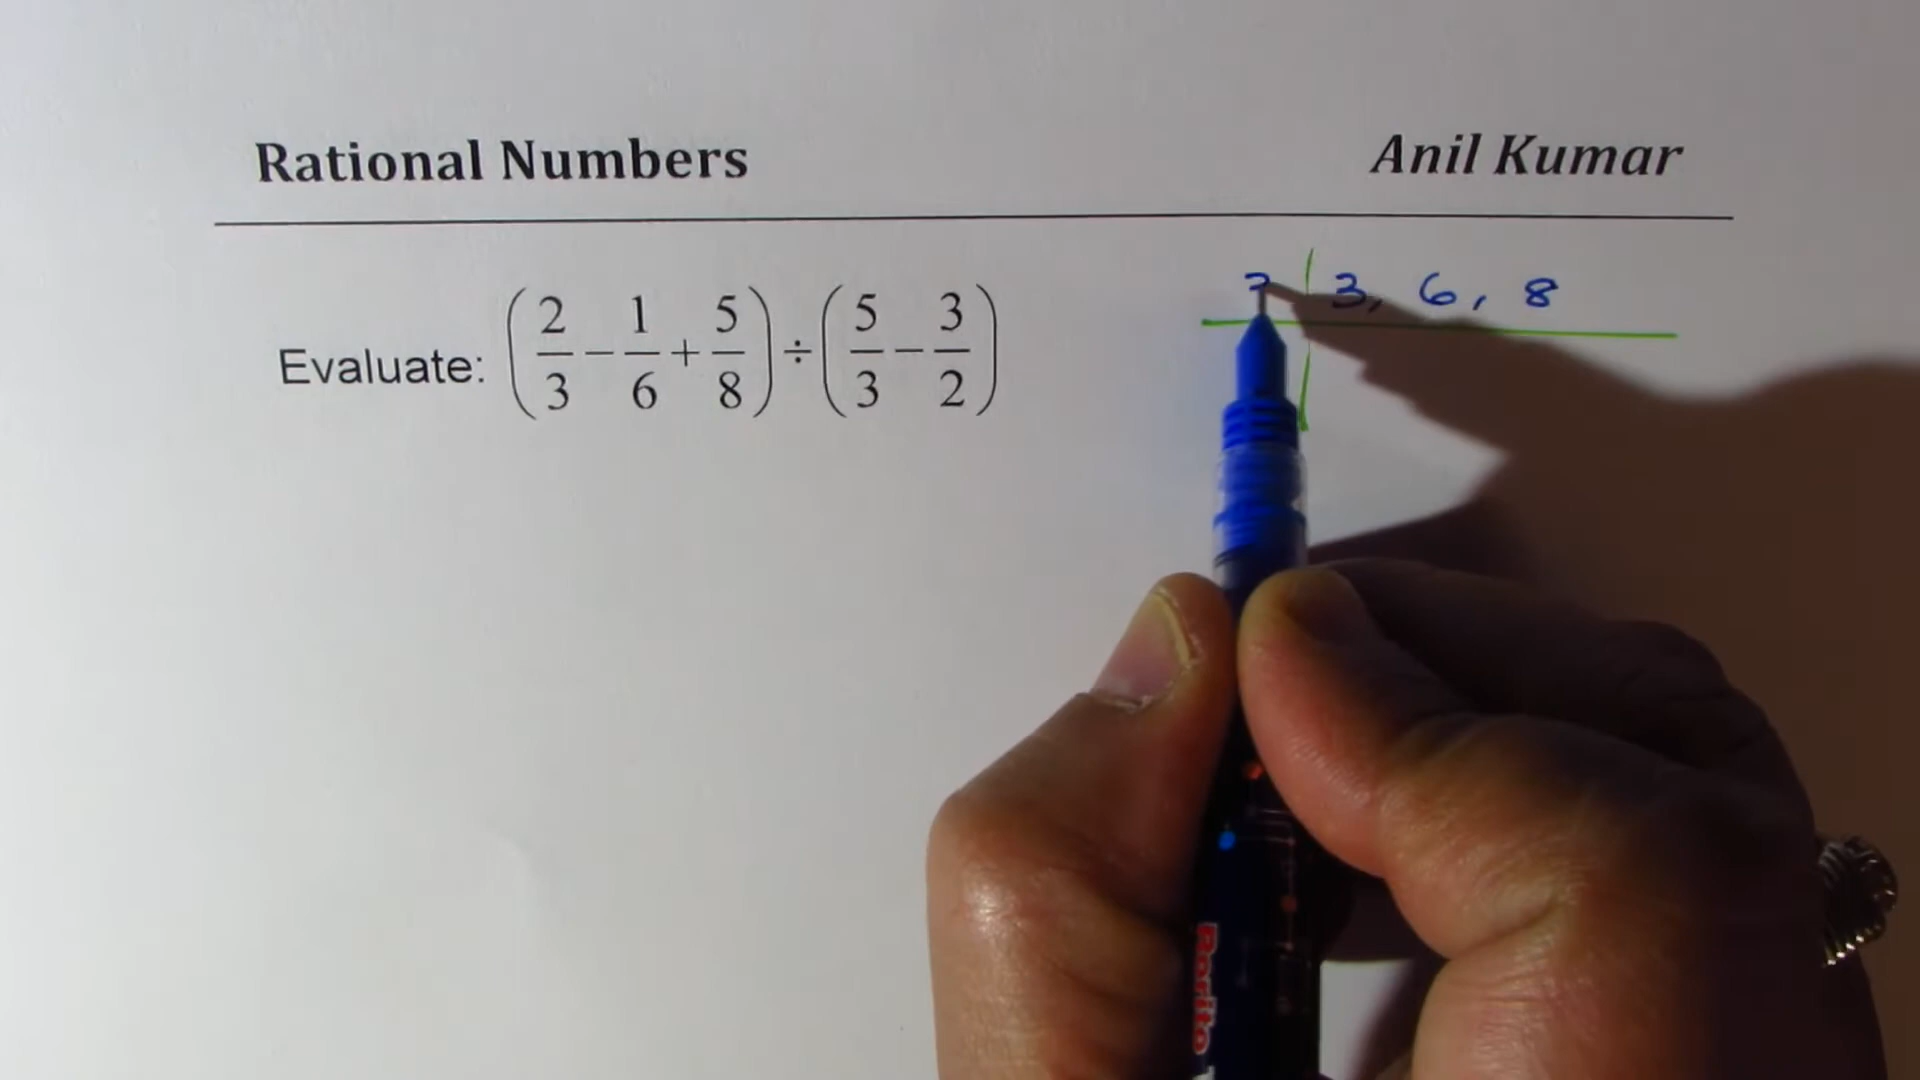 Rational Numbers
Anil Kumar
Evaluate: (2/3 − 1/6 + 5/8) ÷ (5/3 − 3/2)
3, 6, 8